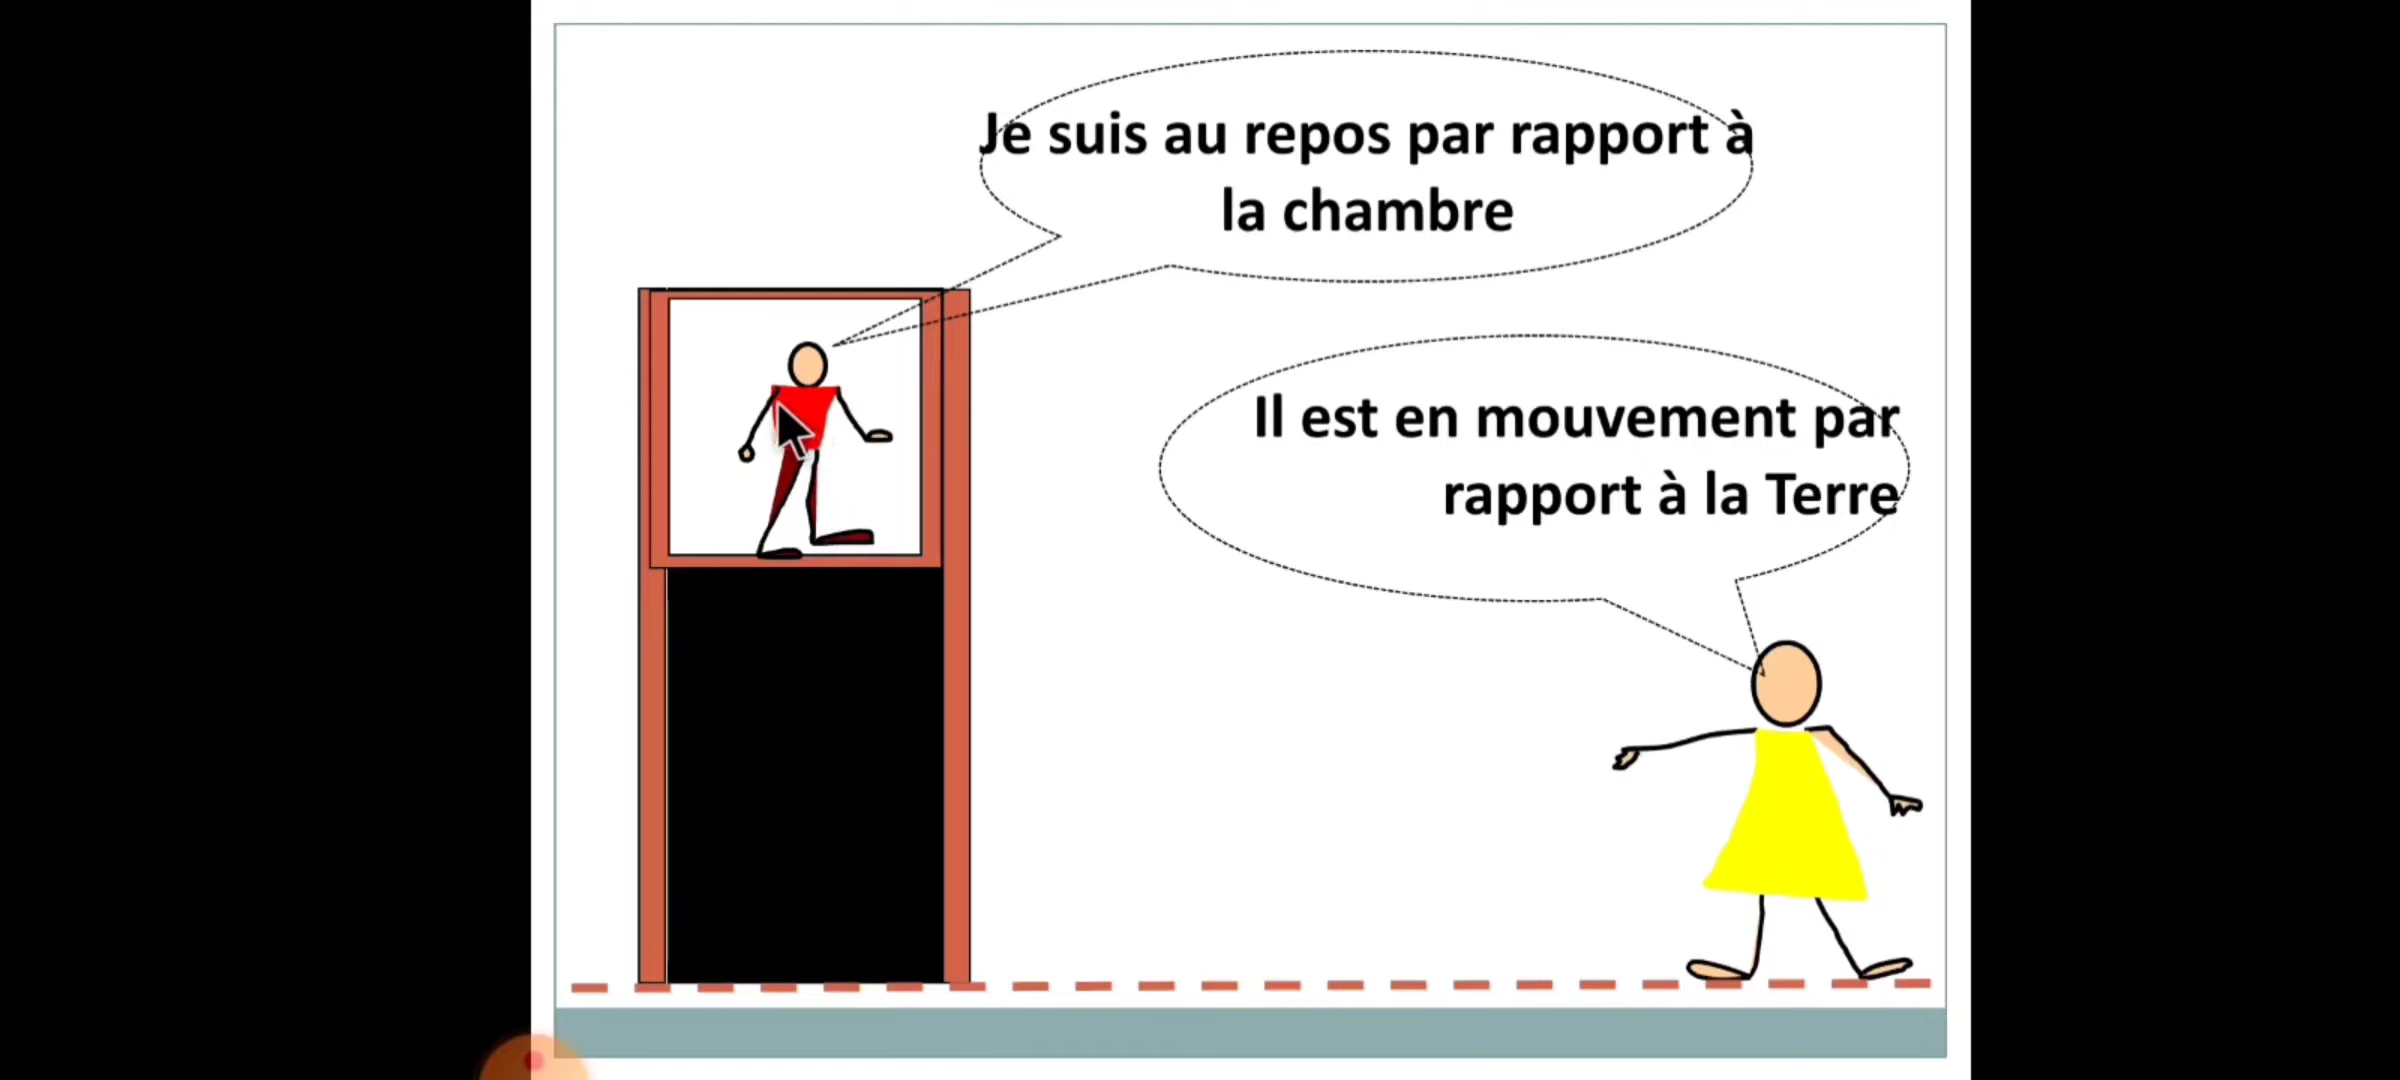 Je suis au repos par rapport à
la chambre
Il est en mouvement par
rapport à la Terre